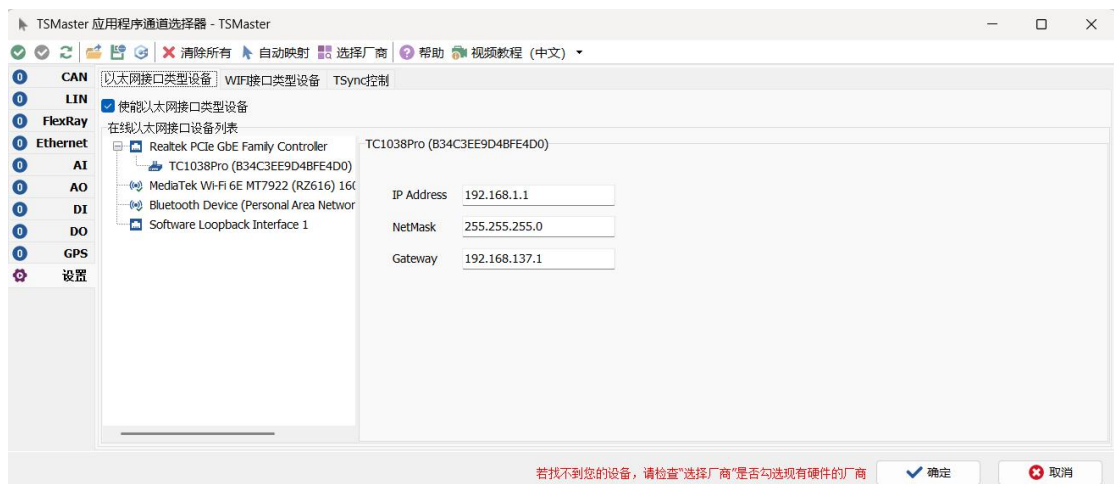 TSMaster 应用程序通道选择器 - TSMaster
清除所有 自动映射 选择厂商 帮助 视频教程 (中文)
0 CAN
0 LIN
0 FlexRay
0 Ethernet
0 AI
0 AO
0 DI
0 DO
0 GPS
设置
以太网接口类型设备 WIFI接口类型设备 TSync控制
使能以太网接口类型设备
在线以太网接口设备列表
Realtek PCIe GbE Family Controller
TC1038Pro (B34C3EE9D4BFE4D0)
MediaTek Wi-Fi 6E MT7922 (RZ616) 160
Bluetooth Device (Personal Area Networ
Software Loopback Interface 1
TC1038Pro (B34C3EE9D4BFE4D0)
IP Address 192.168.1.1
NetMask 255.255.255.0
Gateway 192.168.137.1
若找不到您的设备，请检查"选择厂商"是否勾选现有硬件的厂商 确定 取消